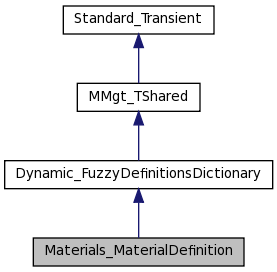 Standard_Transient
MMgt_TShared
Dynamic_FuzzyDefinitionsDictionary
Materials_MaterialDefinition